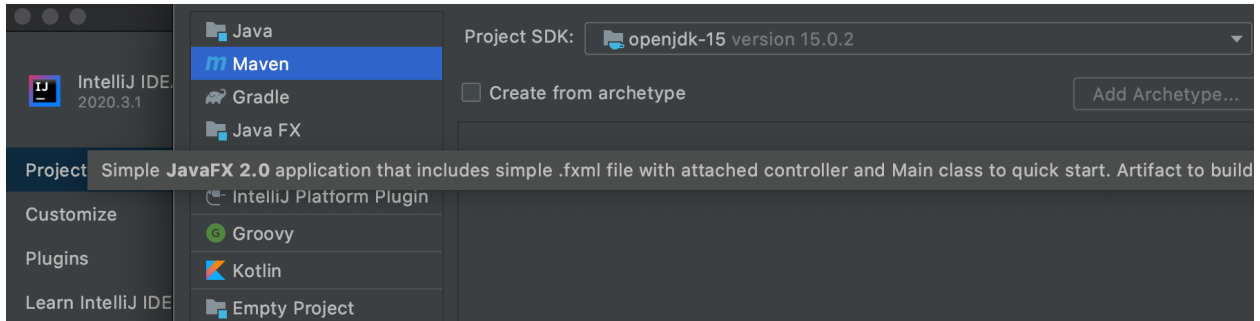 Java
Project SDK: openjdk-15 version 15.0.2
m Maven
IJ IntelliJ IDE
2020.3.1
Gradle
Create from archetype
Add Archetype...
Java FX
Project
Simple JavaFX 2.0 application that includes simple .fxml file with attached controller and Main class to quick start. Artifact to build
IntelliJ Platform Plugin
Customize
G Groovy
Plugins
Kotlin
Learn IntelliJ IDE
Empty Project